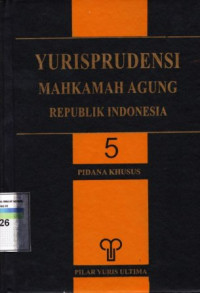 YURISPRUDENSI
MAHKAMAH AGUNG
REPUBLIK INDONESIA
5
PIDANA KHUSUS
26
PILAR YURIS ULTIMA